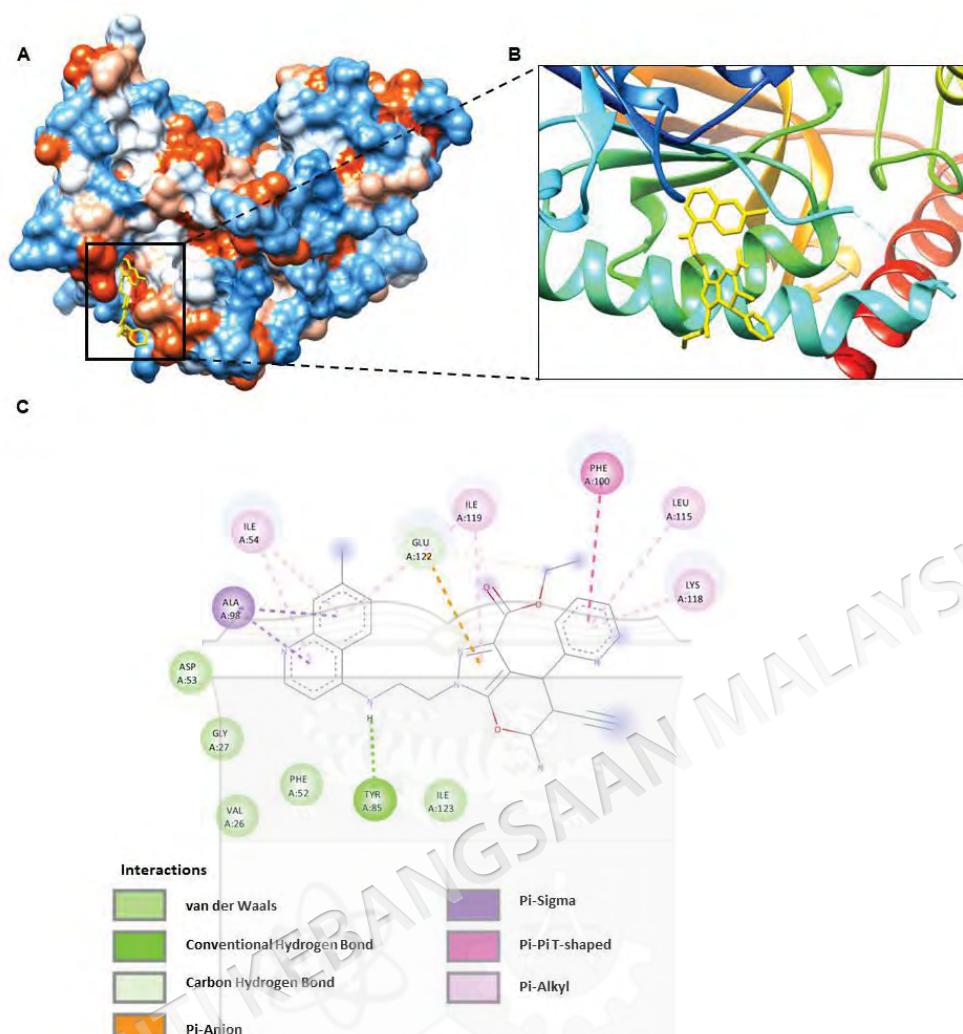 A
B
C
PHE
A:100
ILE
A:119
LEU
A:115
ILE
A:54
GLU
A:122
LYS
A:118
ALA
A:98
ASP
A:53
N
N
N
O
O
N
GLY
A:27
N
H
O
PHE
A:52
TYR
A:85
ILE
A:123
VAL
A:26
Interactions
van der Waals
Conventional Hydrogen Bond
Carbon Hydrogen Bond
Pi-Anion
Pi-Sigma
Pi-Pi T-shaped
Pi-Alkyl
KEBANGSAAN MALAYS